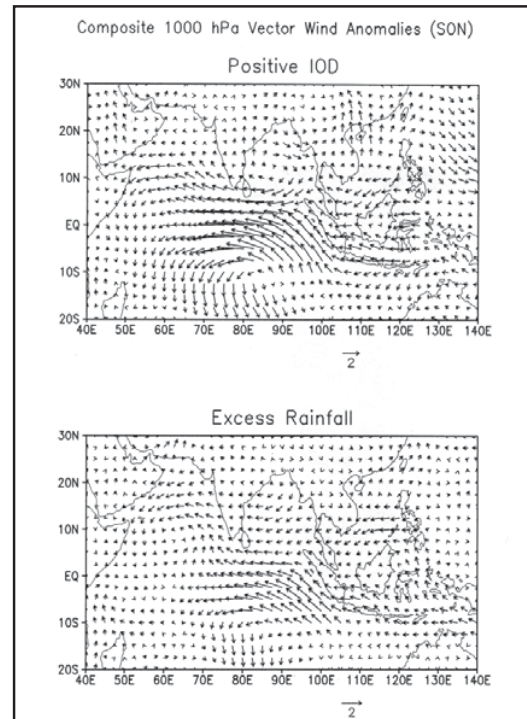 Composite 1000 hPa Vector Wind Anomalies (SON)
Positive IOD
30N
20N
10N
EQ
10S
20S
40E 50E 60E 70E 80E 90E 100E 110E 120E 130E 140E
2
Excess Rainfall
30N
20N
10N
EQ
10S
20S
40E 50E 60E 70E 80E 90E 100E 110E 120E 130E 140E
2